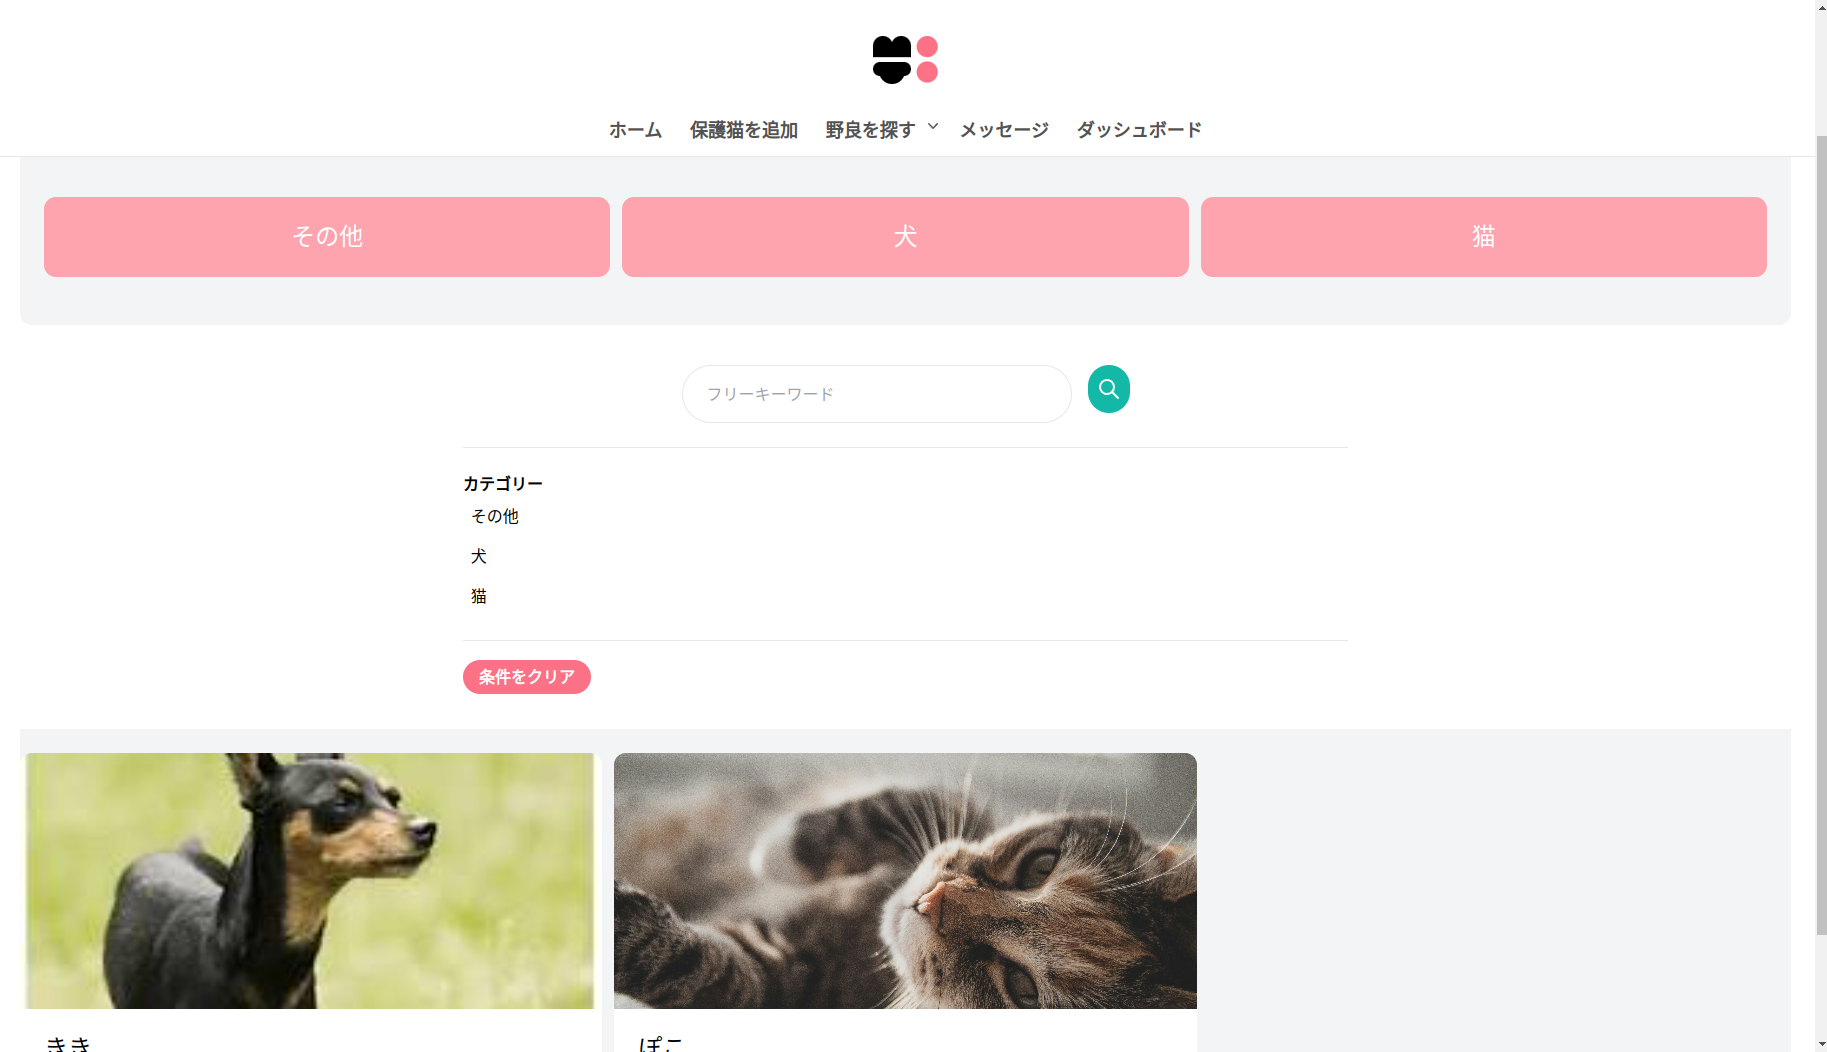 ホーム 保護猫を追加 野良を探す メッセージ ダッシュボード
その他 犬 猫
フリーキーワード
カテゴリー
その他
犬
猫
条件をクリア
きき ぽこ